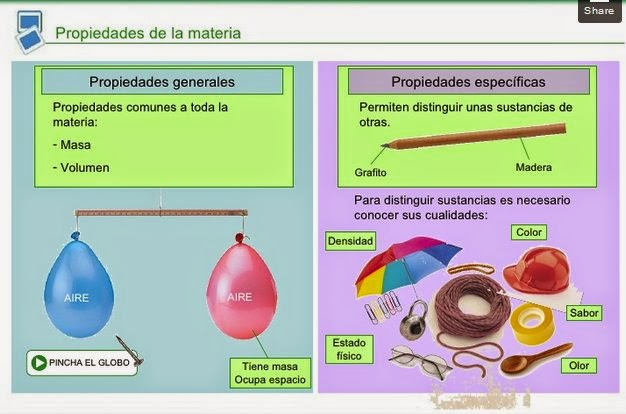 Share
Propiedades de la materia
Propiedades generales
Propiedades comunes a toda la
materia:
- Masa
- Volumen
AIRE
AIRE
PINCHA EL GLOBO
Tiene masa
Ocupa espacio
Propiedades específicas
Permiten distinguir unas sustancias de
otras.
Grafito
Madera
Para distinguir sustancias es necesario
conocer sus cualidades:
Densidad
Color
Sabor
Estado
físico
Olor